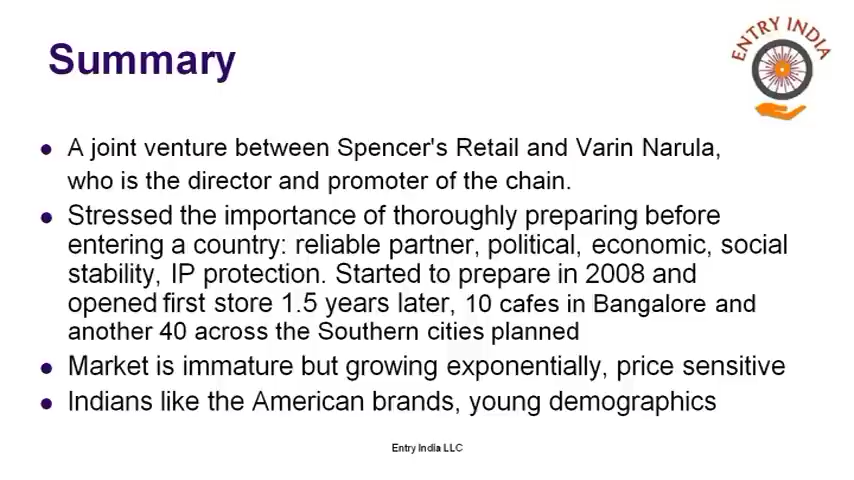 Summary
ENTRY INDIA
● A joint venture between Spencer's Retail and Varin Narula,
who is the director and promoter of the chain.
● Stressed the importance of thoroughly preparing before
entering a country: reliable partner, political, economic, social
stability, IP protection. Started to prepare in 2008 and
opened first store 1.5 years later, 10 cafes in Bangalore and
another 40 across the Southern cities planned
● Market is immature but growing exponentially, price sensitive
● Indians like the American brands, young demographics
Entry India LLC